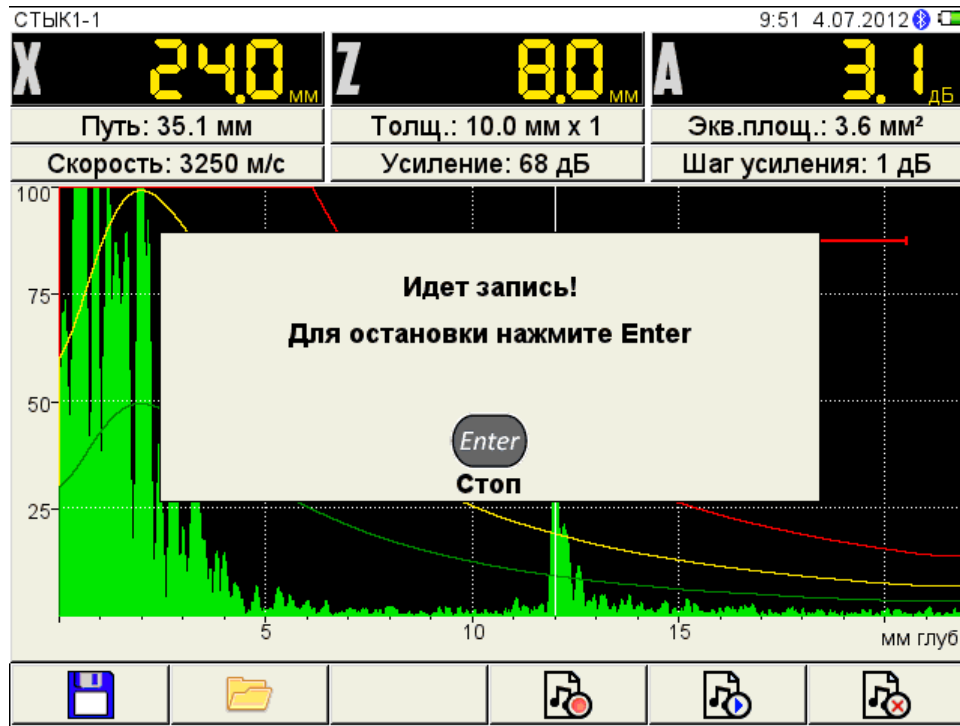 СТЫК1-1
9:51 4.07.2012
X 24.0 мм
Z 8.0 мм
A 3.1 дБ
Путь: 35.1 мм
Толщ.: 10.0 мм x 1
Экв.площ.: 3.6 мм²
Скорость: 3250 м/с
Усиление: 68 дБ
Шаг усиления: 1 дБ
100
75
50
25
Идет запись!
Для остановки нажмите Enter
Enter
Стоп
5
10
15
мм глуб